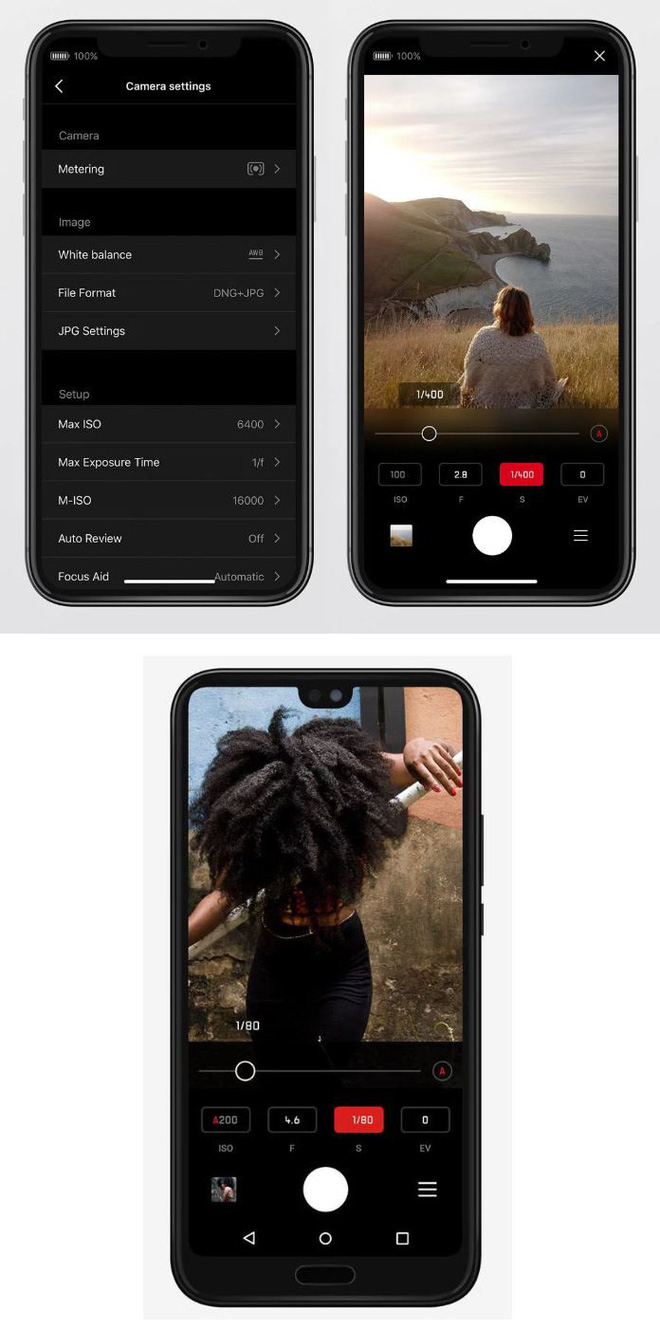 100%
Camera settings
Camera
Metering
Image
White balance AWB
File Format DNG+JPG
JPG Settings
Setup
Max ISO 6400
Max Exposure Time 1/f
M-ISO 16000
Auto Review Off
Focus Aid Automatic
100%
1/400
A
100 2.8 1/400 0
ISO F S EV
1/80
A
A200 4.6 1/80 0
ISO F S EV